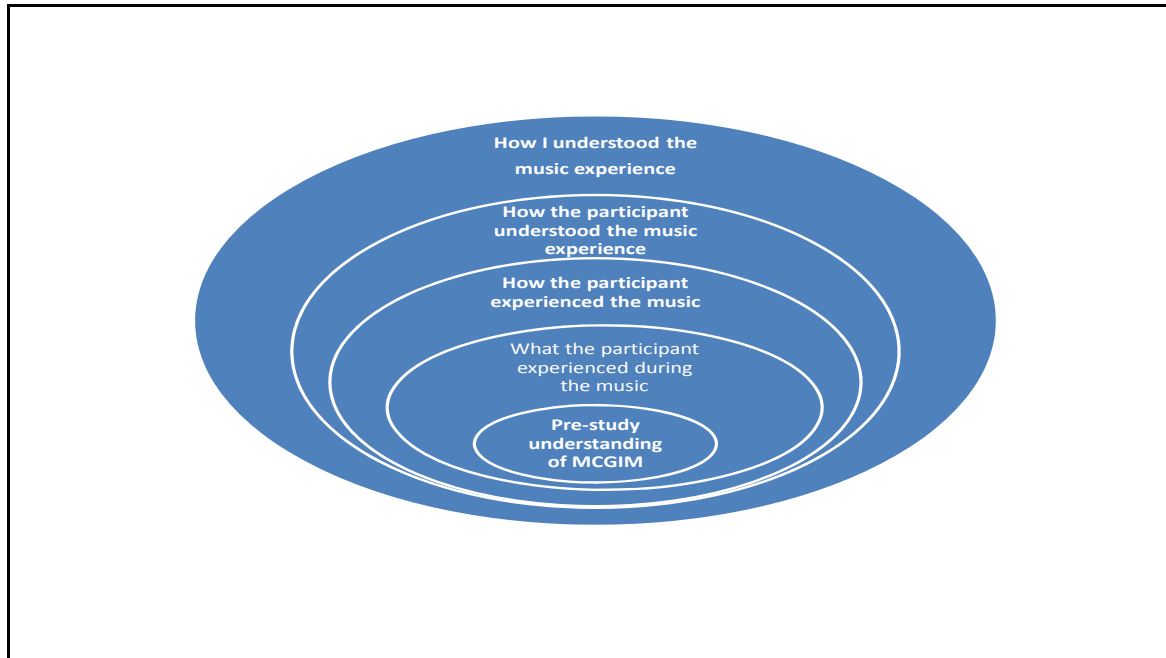 How I understood the
music experience
How the participant
understood the music
experience
How the participant
experienced the music
What the participant
experienced during
the music
Pre-study
understanding
of MCGIM